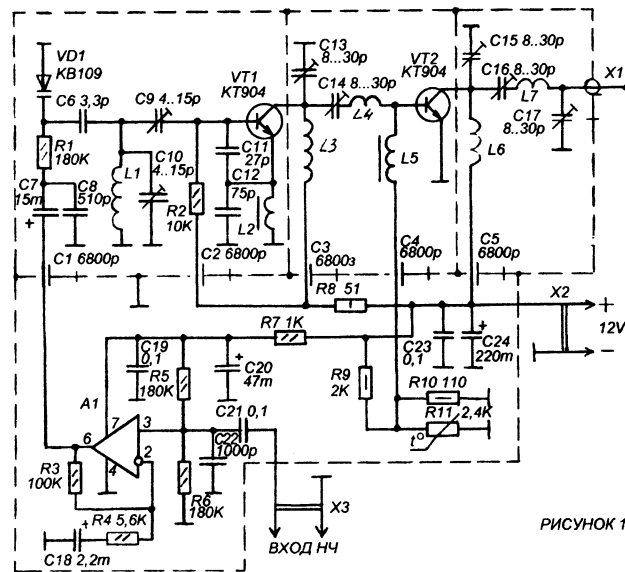 VD1
КВ109
C6 3,3p
C9 4..15p
VT1
КТ904
C13
8..30p
C14 8...30p
L4
VT2
КТ904
C15 8..30p
C16 8..30p
L7
X1
C17
8..30p
R1
180K
C7
15m
+
C8
510p
L1
C10
4..15p
R2
10K
C11
27p
C12
75p
L2
L3
L5
L6
C1 6800p
C2 6800p
C3
6800з
C4
6800p
C5
6800p
R8 51
X2
+
12V
−
C19
0,1
R5
180K
R7 1K
+
C20
47m
R9
2K
C23
0,1
+
C24
220m
R10 110
R11 2,4K
t°
A1
7
6
3
2
4
C21 0,1
C22
1000p
R3
100K
R6
180K
R4 5,6K
+
C18 2,2m
X3
ВХОД НЧ
РИСУНОК 1